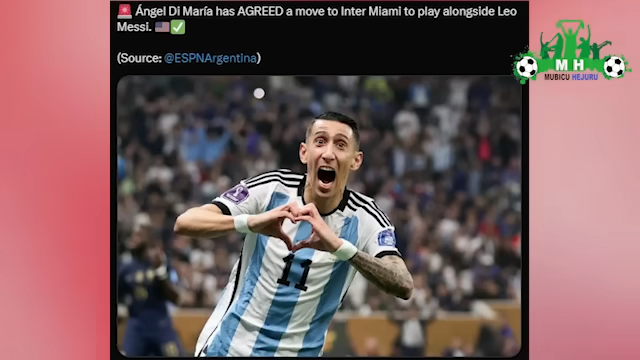 🚨 Ángel Di María has AGREED a move to Inter Miami to play alongside Leo
Messi. 🇺🇸✅
(Source: @ESPNArgentina)
M H
MUBICU HEJURU
11